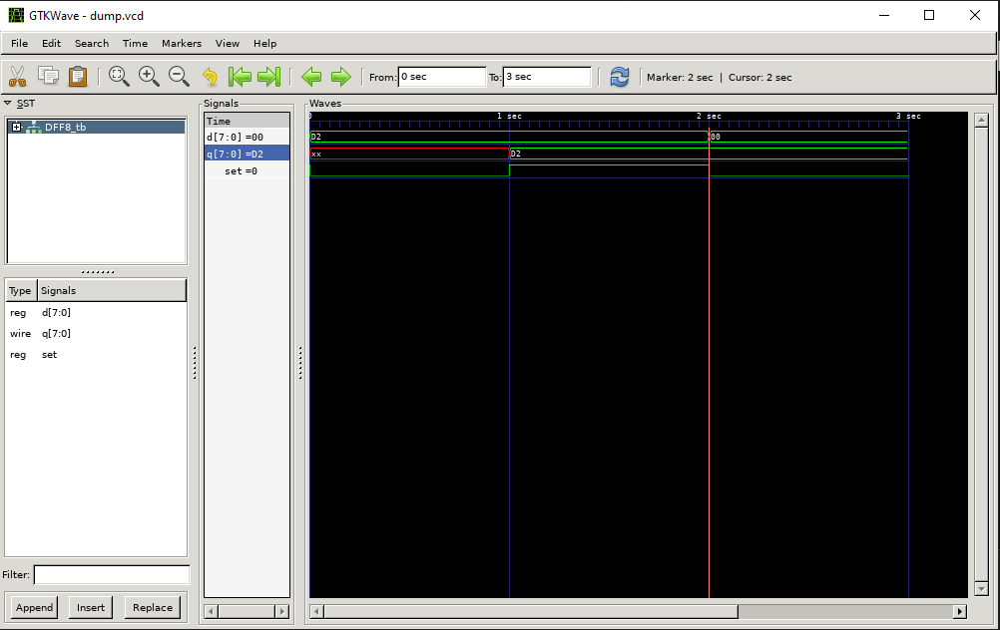 GTKWave - dump.vcd
File Edit Search Time Markers View Help
From: 0 sec To: 3 sec Marker: 2 sec | Cursor: 2 sec
SST
DFF8_tb
Type Signals
reg d[7:0]
wire q[7:0]
reg set
Filter:
Append Insert Replace
Signals
Time
d[7:0] =00
q[7:0] =D2
set =0
Waves
0 1 sec 2 sec 3 sec
D2 00
xx D2